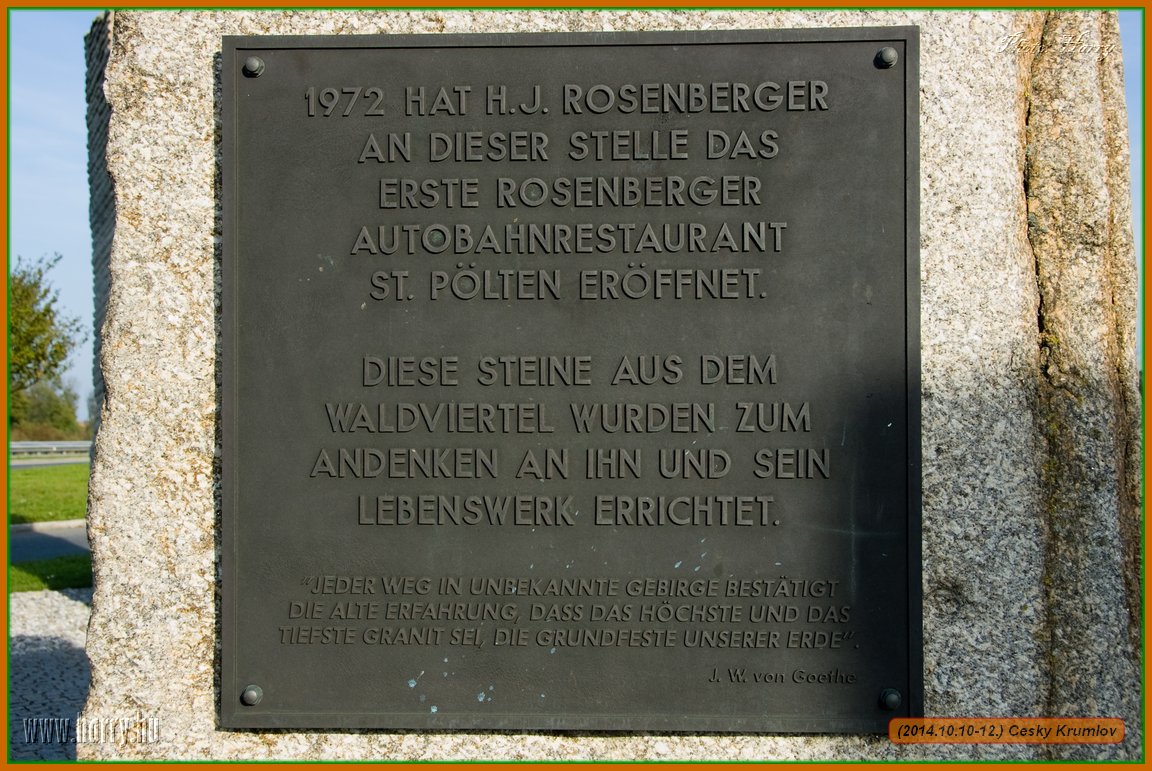 1972 HAT H.J. ROSENBERGER
AN DIESER STELLE DAS
ERSTE ROSENBERGER
AUTOBAHNRESTAURANT
ST. PÖLTEN ERÖFFNET.
DIESE STEINE AUS DEM
WALDVIERTEL WURDEN ZUM
ANDENKEN AN IHN UND SEIN
LEBENSWERK ERRICHTET.
“JEDER WEG IN UNBEKANNTE GEBIRGE BESTÄTIGT
DIE ALTE ERFAHRUNG, DASS DAS HÖCHSTE UND DAS
TIEFSTE GRANIT SEI, DIE GRUNDFESTE UNSERER ERDE”.
J. W. von Goethe
www.horry.hu
(2014.10.10-12.) Cesky Krumlov